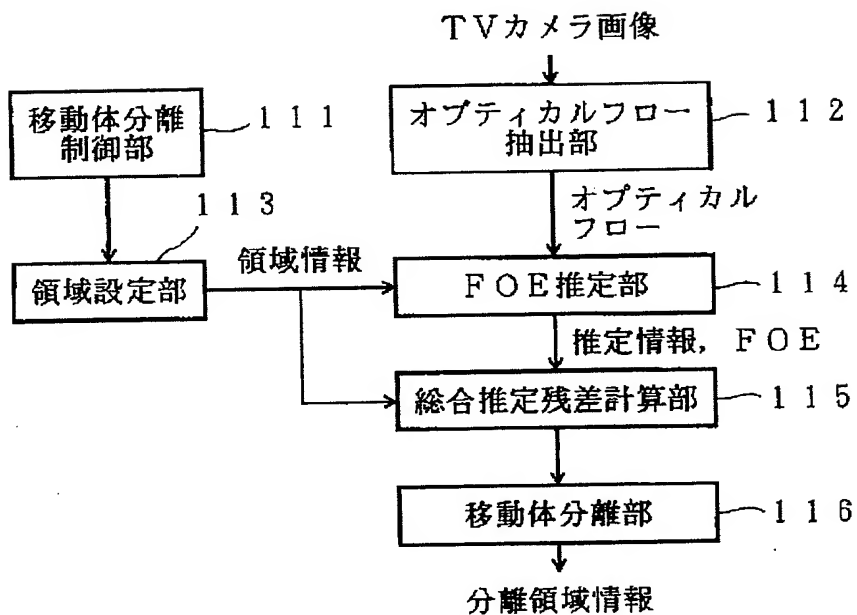 TVカメラ画像
移動体分離
制御部
111
オプティカルフロー
抽出部
112
113
オプティカル
フロー
領域設定部
領域情報
FOE推定部
114
推定情報，FOE
総合推定残差計算部
115
移動体分離部
116
分離領域情報